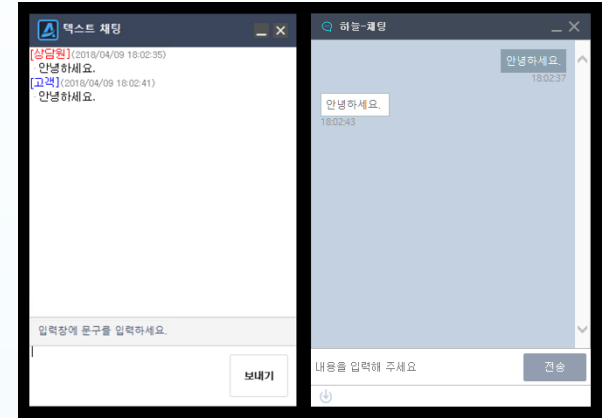 텍스트 채팅
[상담원](2018/04/09 18:02:35)
안녕하세요.
[고객](2018/04/09 18:02:41)
안녕하세요.
입력창에 문구를 입력하세요.
보내기
하늘-채팅
안녕하세요.
18:02:37
안녕하세요.
18:02:43
내용을 입력해 주세요
전송